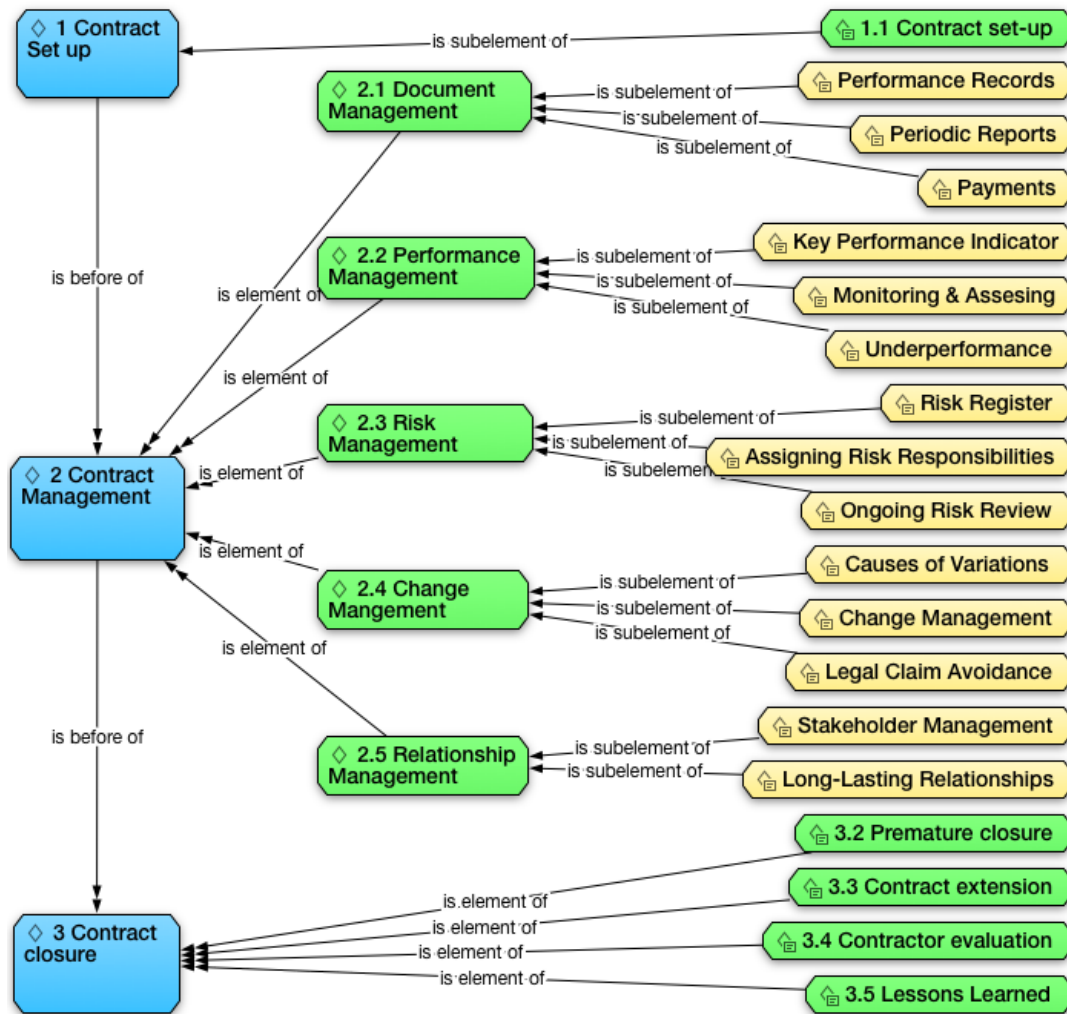 ◇ 1 Contract
Set up
is subelement of
1.1 Contract set-up
◇ 2.1 Document
Management
is subelement of
Performance Records
is subelement of
Periodic Reports
is subelement of
Payments
◇ 2.2 Performance
Management
is subelement of
Key Performance Indicator
is before of
is element of
is subelement of
Monitoring & Assesing
is subelement of
Underperformance
is element of
◇ 2.3 Risk
Management
is subelement of
Risk Register
is subelement of
Assigning Risk Responsibilities
is subelement
Ongoing Risk Review
◇ 2 Contract
Management
is element of
is element of
◇ 2.4 Change
Mangement
is subelement of
Causes of Variations
is subelement of
Change Management
is subelement of
Legal Claim Avoidance
is element of
is before of
◇ 2.5 Relationship
Management
is subelement of
Stakeholder Management
is subelement of
Long-Lasting Relationships
◇ 3 Contract
closure
is element of
3.2 Premature closure
is element of
3.3 Contract extension
is element of
3.4 Contractor evaluation
is element of
3.5 Lessons Learned